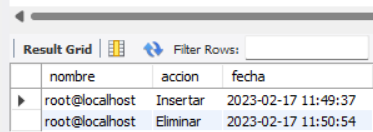 Result Grid Filter Rows:
nombre accion fecha
root@localhost Insertar 2023-02-17 11:49:37
root@localhost Eliminar 2023-02-17 11:50:54